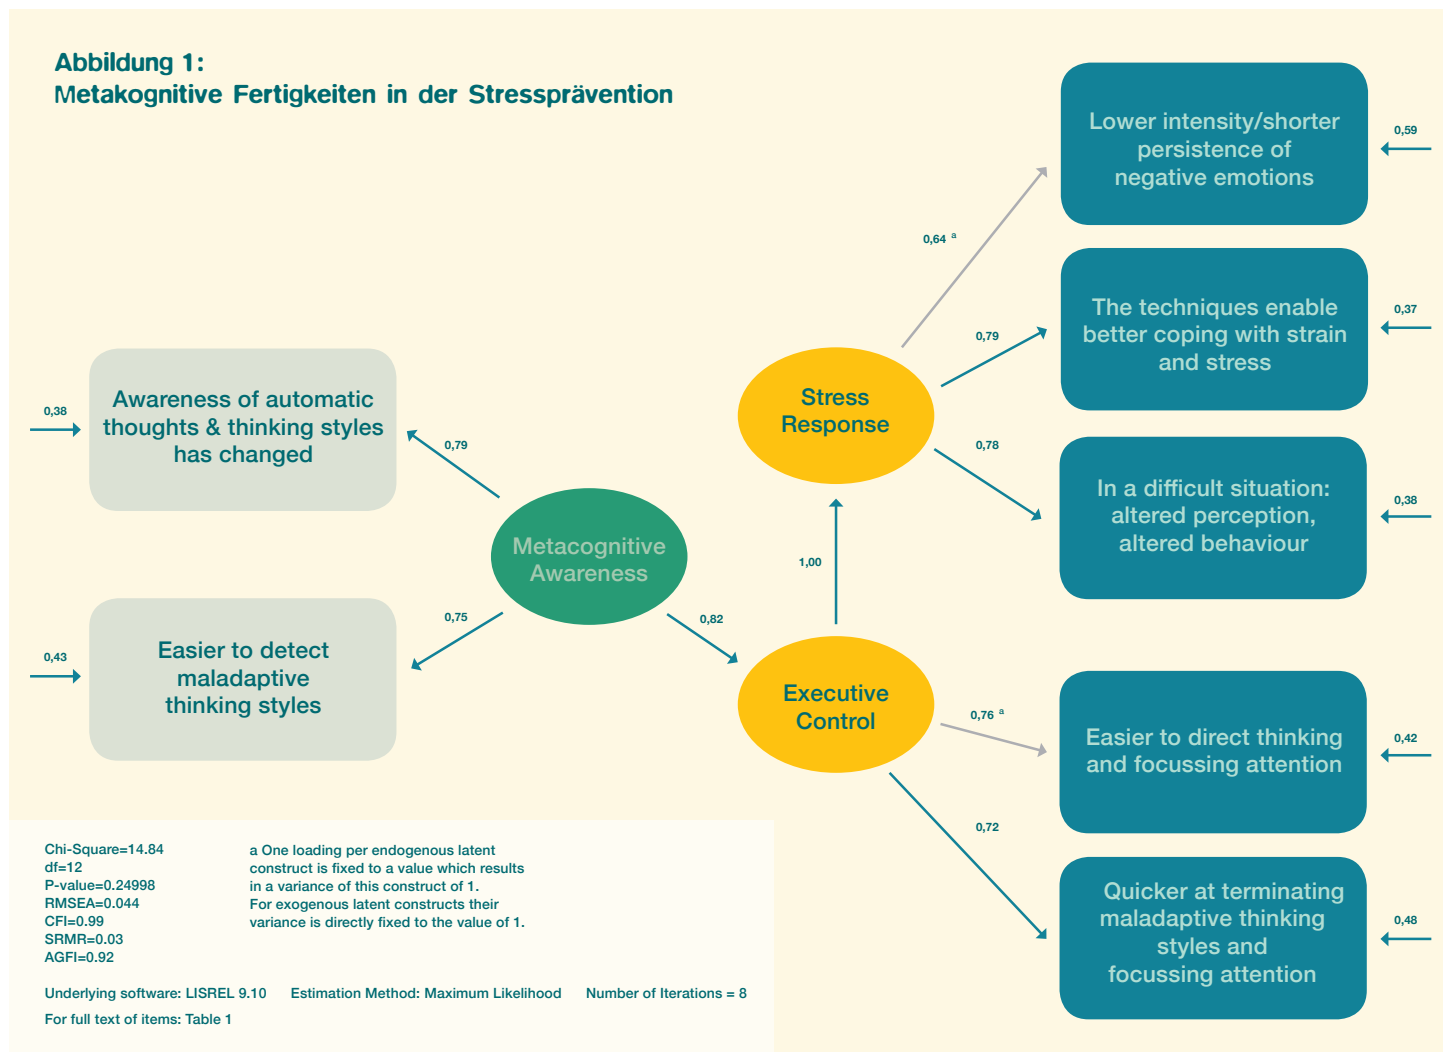 Abbildung 1:
Metakognitive Fertigkeiten in der Stressprävention
Lower intensity/shorter
persistence of
negative emotions
0,59
0,64 a
The techniques enable
better coping with strain
and stress
0,37
0,79
Stress
Response
Awareness of automatic
thoughts & thinking styles
has changed
0,38
0,79
0,78
In a difficult situation:
altered perception,
altered behaviour
0,38
Metacognitive
Awareness
1,00
0,82
0,75
Easier to detect
maladaptive
thinking styles
0,43
Executive
Control
0,76 a
Easier to direct thinking
and focussing attention
0,42
0,72
Quicker at terminating
maladaptive thinking
styles and
focussing attention
0,48
Chi-Square=14.84
df=12
P-value=0.24998
RMSEA=0.044
CFI=0.99
SRMR=0.03
AGFI=0.92
a One loading per endogenous latent
construct is fixed to a value which results
in a variance of this construct of 1.
For exogenous latent constructs their
variance is directly fixed to the value of 1.
Underlying software: LISREL 9.10 Estimation Method: Maximum Likelihood Number of Iterations = 8
For full text of items: Table 1